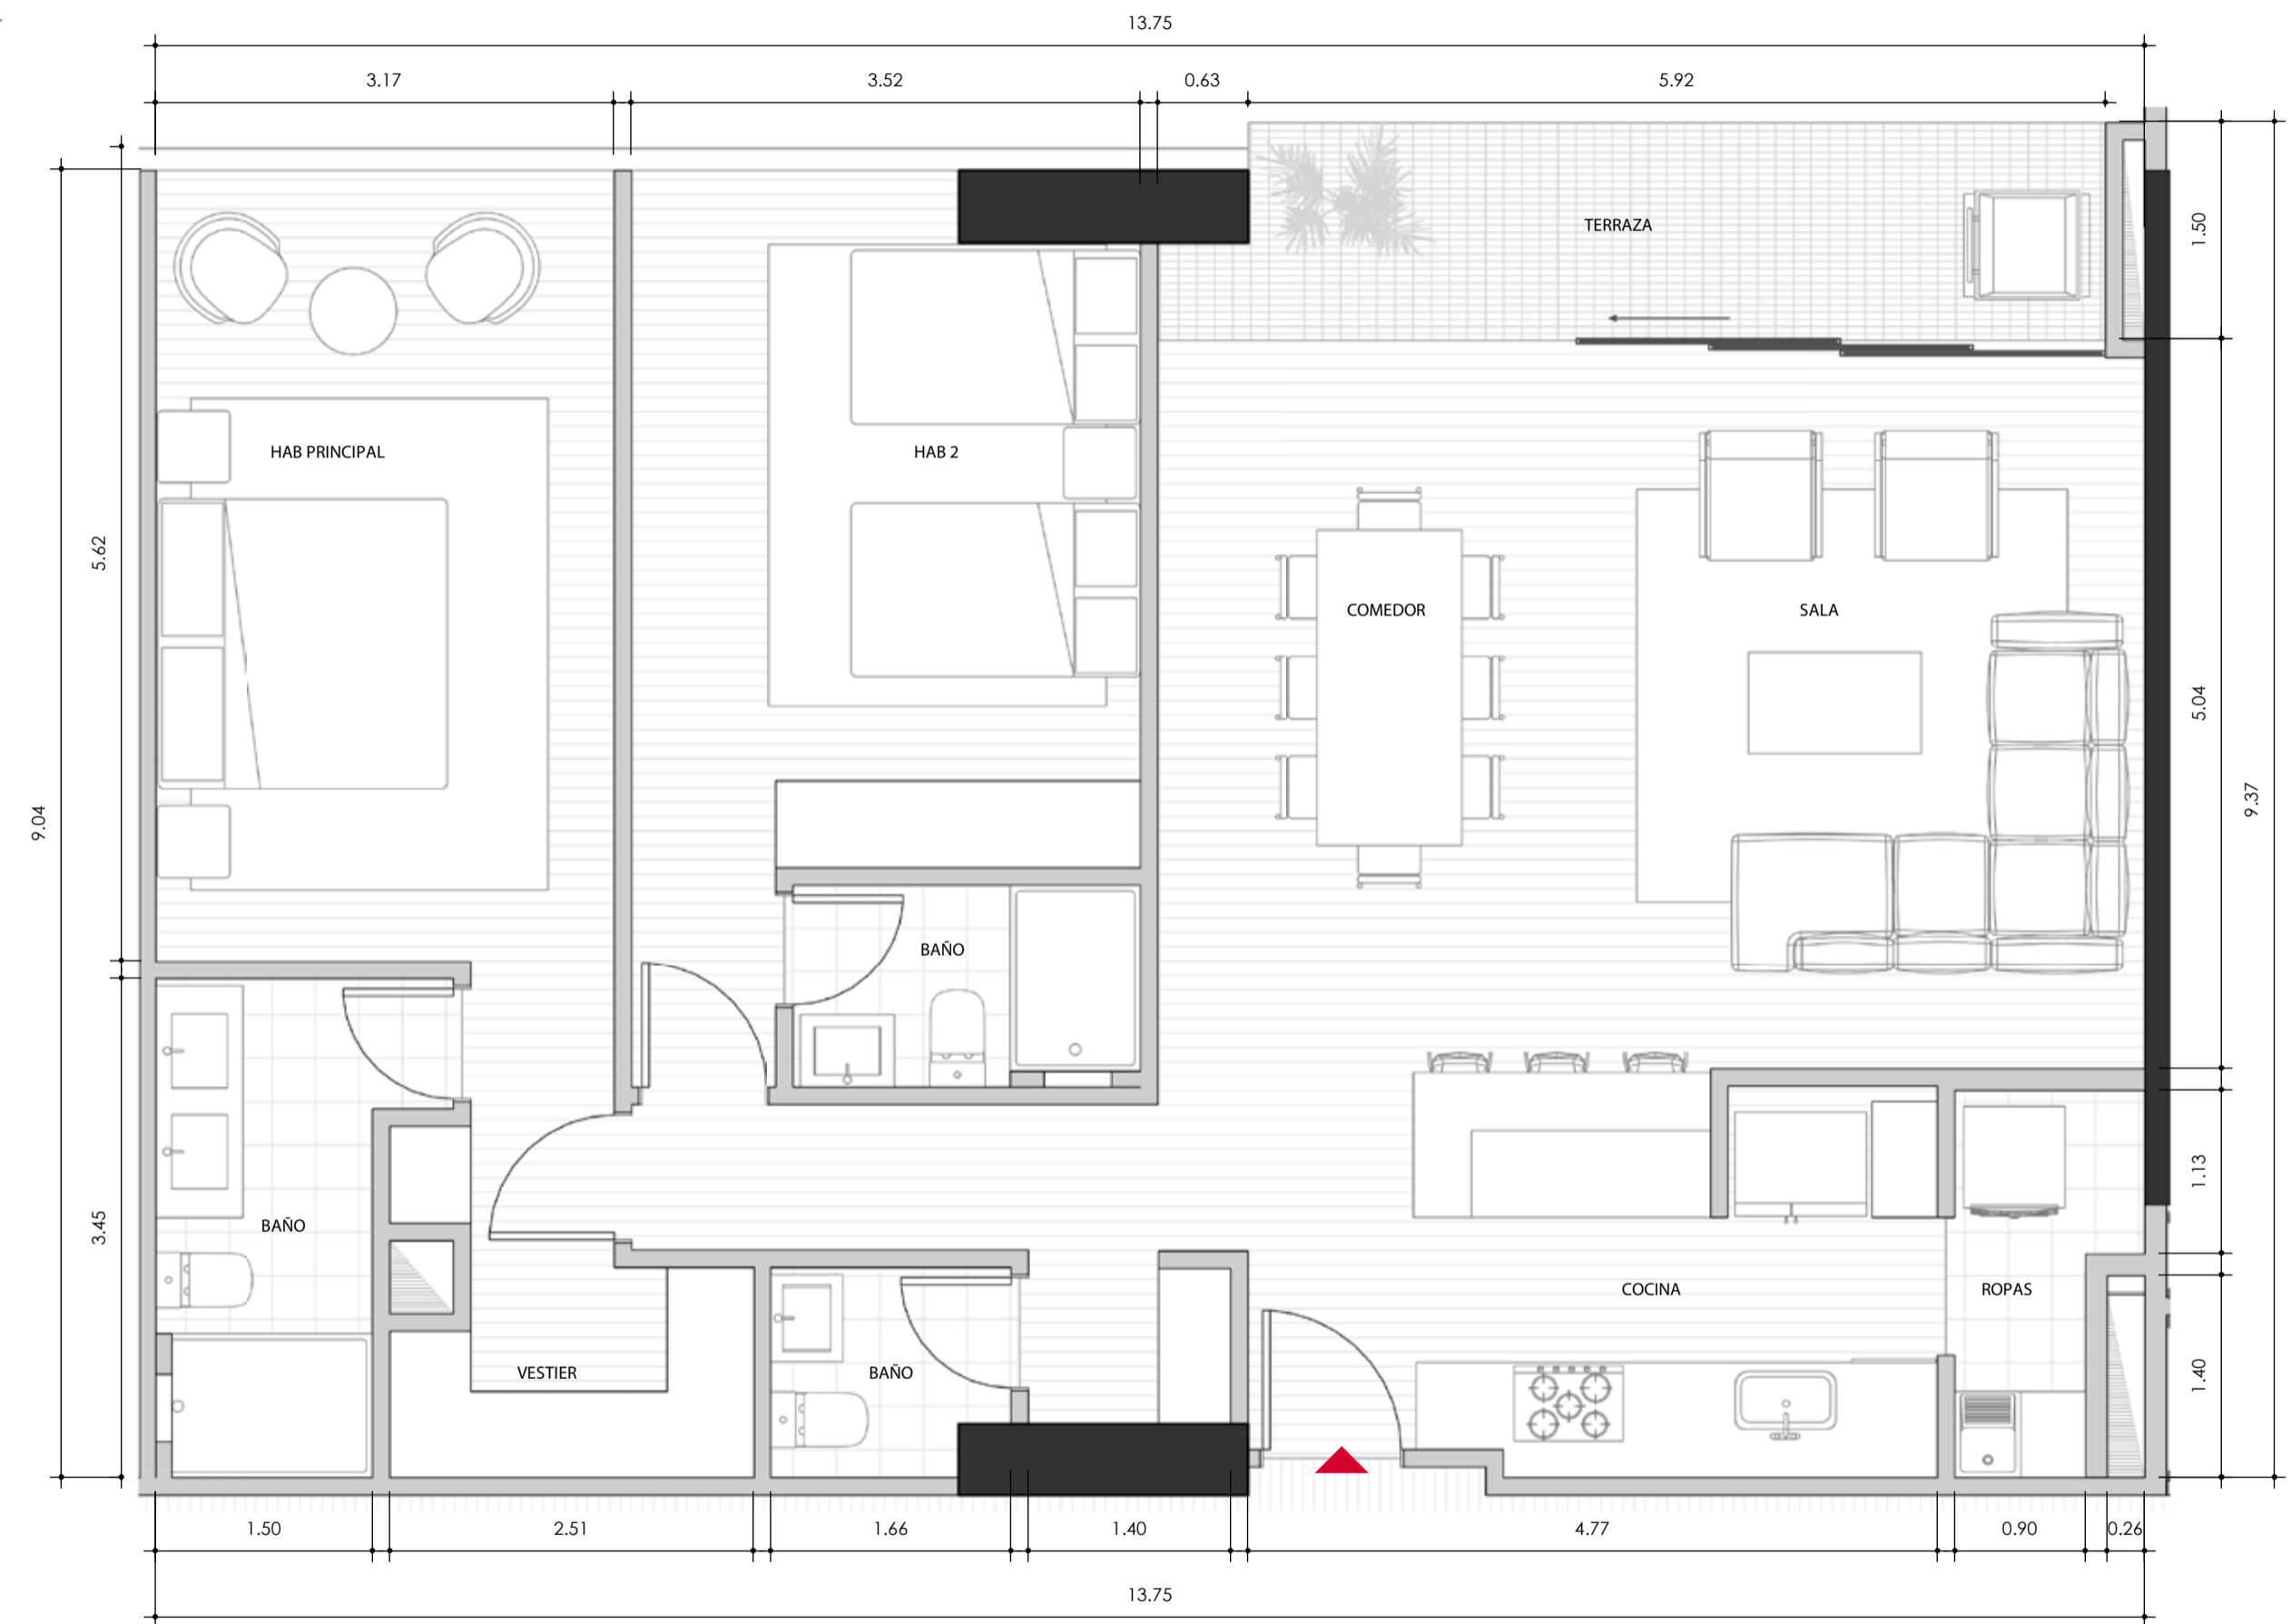 13.75
3.17
3.52
0.63
5.92
TERRAZA
1.50
HAB PRINCIPAL
HAB 2
5.62
COMEDOR
SALA
5.04
9.04
9.37
BAÑO
1.13
3.45
BAÑO
COCINA
ROPAS
VESTIER
BAÑO
1.40
1.50
2.51
1.66
1.40
4.77
0.90
0.26
13.75